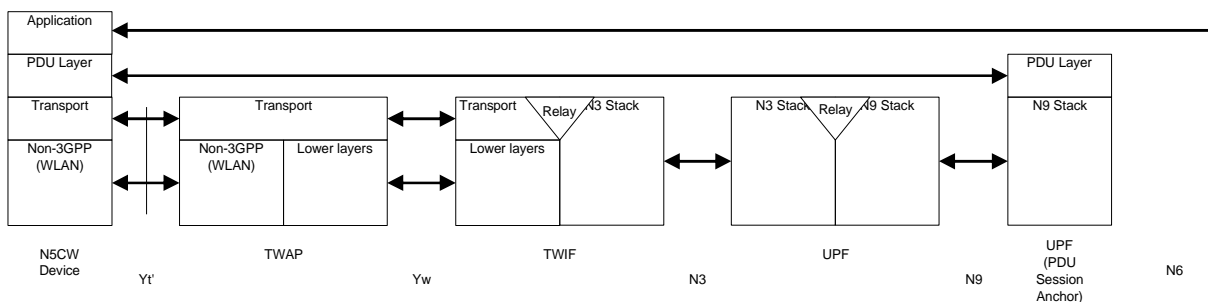 Application
PDU Layer
PDU Layer
Transport
Transport
Transport
Relay
N3 Stack
N3 Stack
Relay
N9 Stack
N9 Stack
Non-3GPP
(WLAN)
Non-3GPP
(WLAN)
Lower layers
Lower layers
N5CW
Device
Yt'
TWAP
Yw
TWIF
N3
UPF
N9
UPF
(PDU
Session
Anchor)
N6